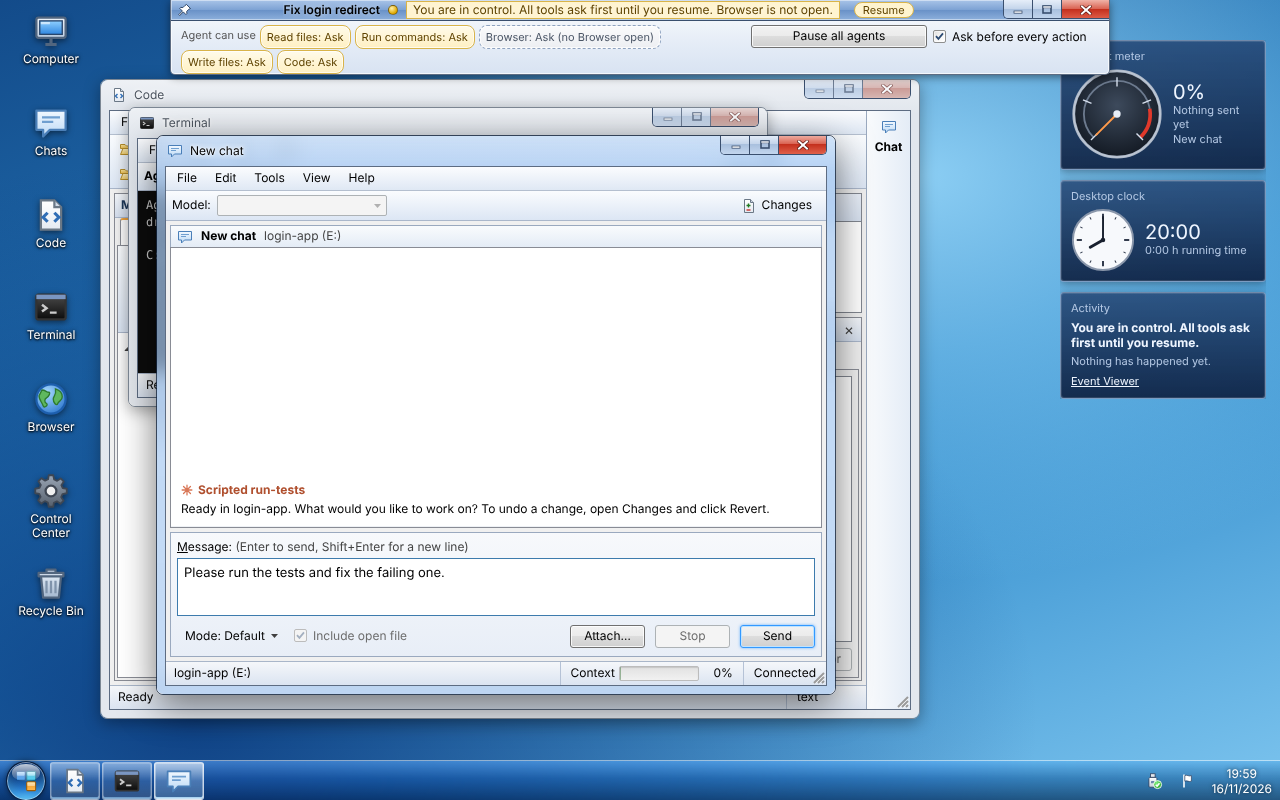 Computer
Chats
Code
Terminal
Browser
Control
Center
Recycle Bin
Fix login redirect
You are in control. All tools ask first until you resume. Browser is not open.
Resume
Agent can use
Read files: Ask
Run commands: Ask
Browser: Ask (no Browser open)
Write files: Ask
Code: Ask
Pause all agents
Ask before every action
Code
Terminal
New chat
File Edit Tools View Help
Model:
Changes
New chat login-app (E:)
Scripted run-tests
Ready in login-app. What would you like to work on? To undo a change, open Changes and click Revert.
Message: (Enter to send, Shift+Enter for a new line)
Please run the tests and fix the failing one.
Mode: Default
Include open file
Attach...
Stop
Send
login-app (E:)
Context
0%
Connected
Ready
text
Chat
meter
0%
Nothing sent
yet
New chat
Desktop clock
20:00
0:00 h running time
Activity
You are in control. All tools ask
first until you resume.
Nothing has happened yet.
Event Viewer
19:59
16/11/2026